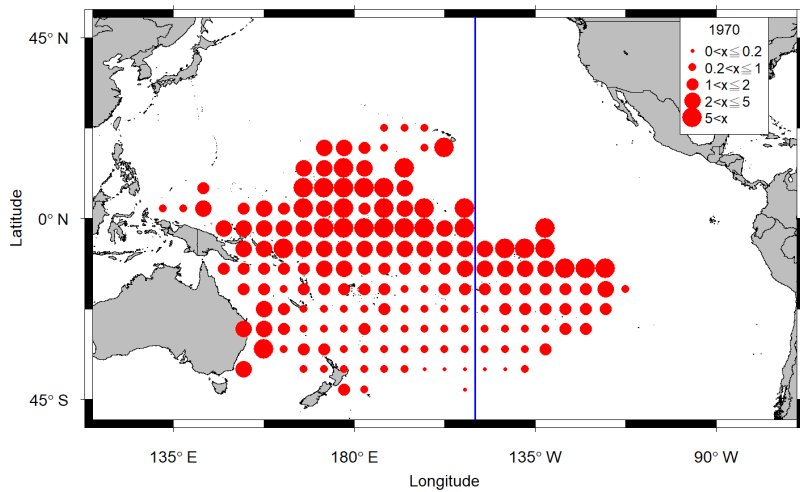 1970
0<x≦0.2
0.2<x≦1
1<x≦2
2<x≦5
5<x
45° N
0° N
45° S
Latitude
135° E
180° E
135° W
90° W
Longitude